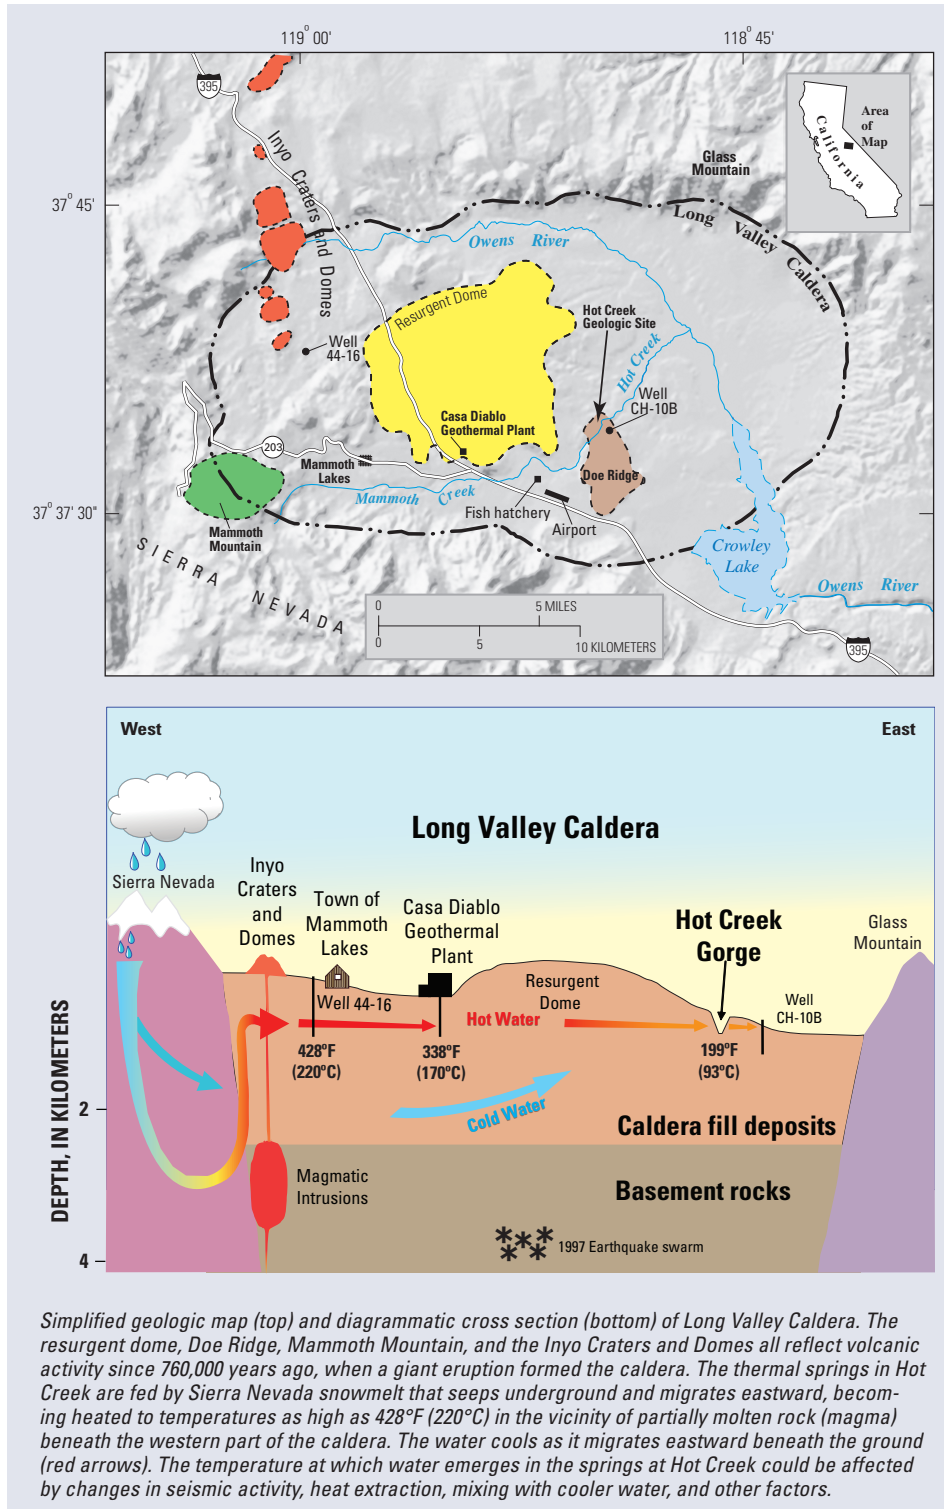 119° 00'
118° 45'
395
Inyo Craters and Domes
Glass
Mountain
Area
of
Map
California
37° 45'
Long Valley Caldera
Owens River
Resurgent Dome
Hot Creek
Geologic Site
Well
44-16
Hot Creek
Well
CH-10B
Casa Diablo
Geothermal Plant
203
Mammoth
Lakes
Doe Ridge
Mammoth Creek
Fish hatchery
37° 37' 30"
Airport
Mammoth
Mountain
SIERRA NEVADA
Crowley
Lake
Owens River
0 5 MILES
0 5 10 KILOMETERS
395
West
East
Long Valley Caldera
Sierra Nevada
Inyo
Craters
and
Domes
Town of
Mammoth
Lakes
Casa Diablo
Geothermal
Plant
Hot Creek
Gorge
Glass
Mountain
Resurgent
Dome
Well 44-16
Hot Water
Well
CH-10B
428°F
(220°C)
338°F
(170°C)
199°F
(93°C)
DEPTH, IN KILOMETERS
2
Cold Water
Caldera fill deposits
Magmatic
Intrusions
Basement rocks
4
1997 Earthquake swarm
Simplified geologic map (top) and diagrammatic cross section (bottom) of Long Valley Caldera. The
resurgent dome, Doe Ridge, Mammoth Mountain, and the Inyo Craters and Domes all reflect volcanic
activity since 760,000 years ago, when a giant eruption formed the caldera. The thermal springs in Hot
Creek are fed by Sierra Nevada snowmelt that seeps underground and migrates eastward, becom-
ing heated to temperatures as high as 428°F (220°C) in the vicinity of partially molten rock (magma)
beneath the western part of the caldera. The water cools as it migrates eastward beneath the ground
(red arrows). The temperature at which water emerges in the springs at Hot Creek could be affected
by changes in seismic activity, heat extraction, mixing with cooler water, and other factors.